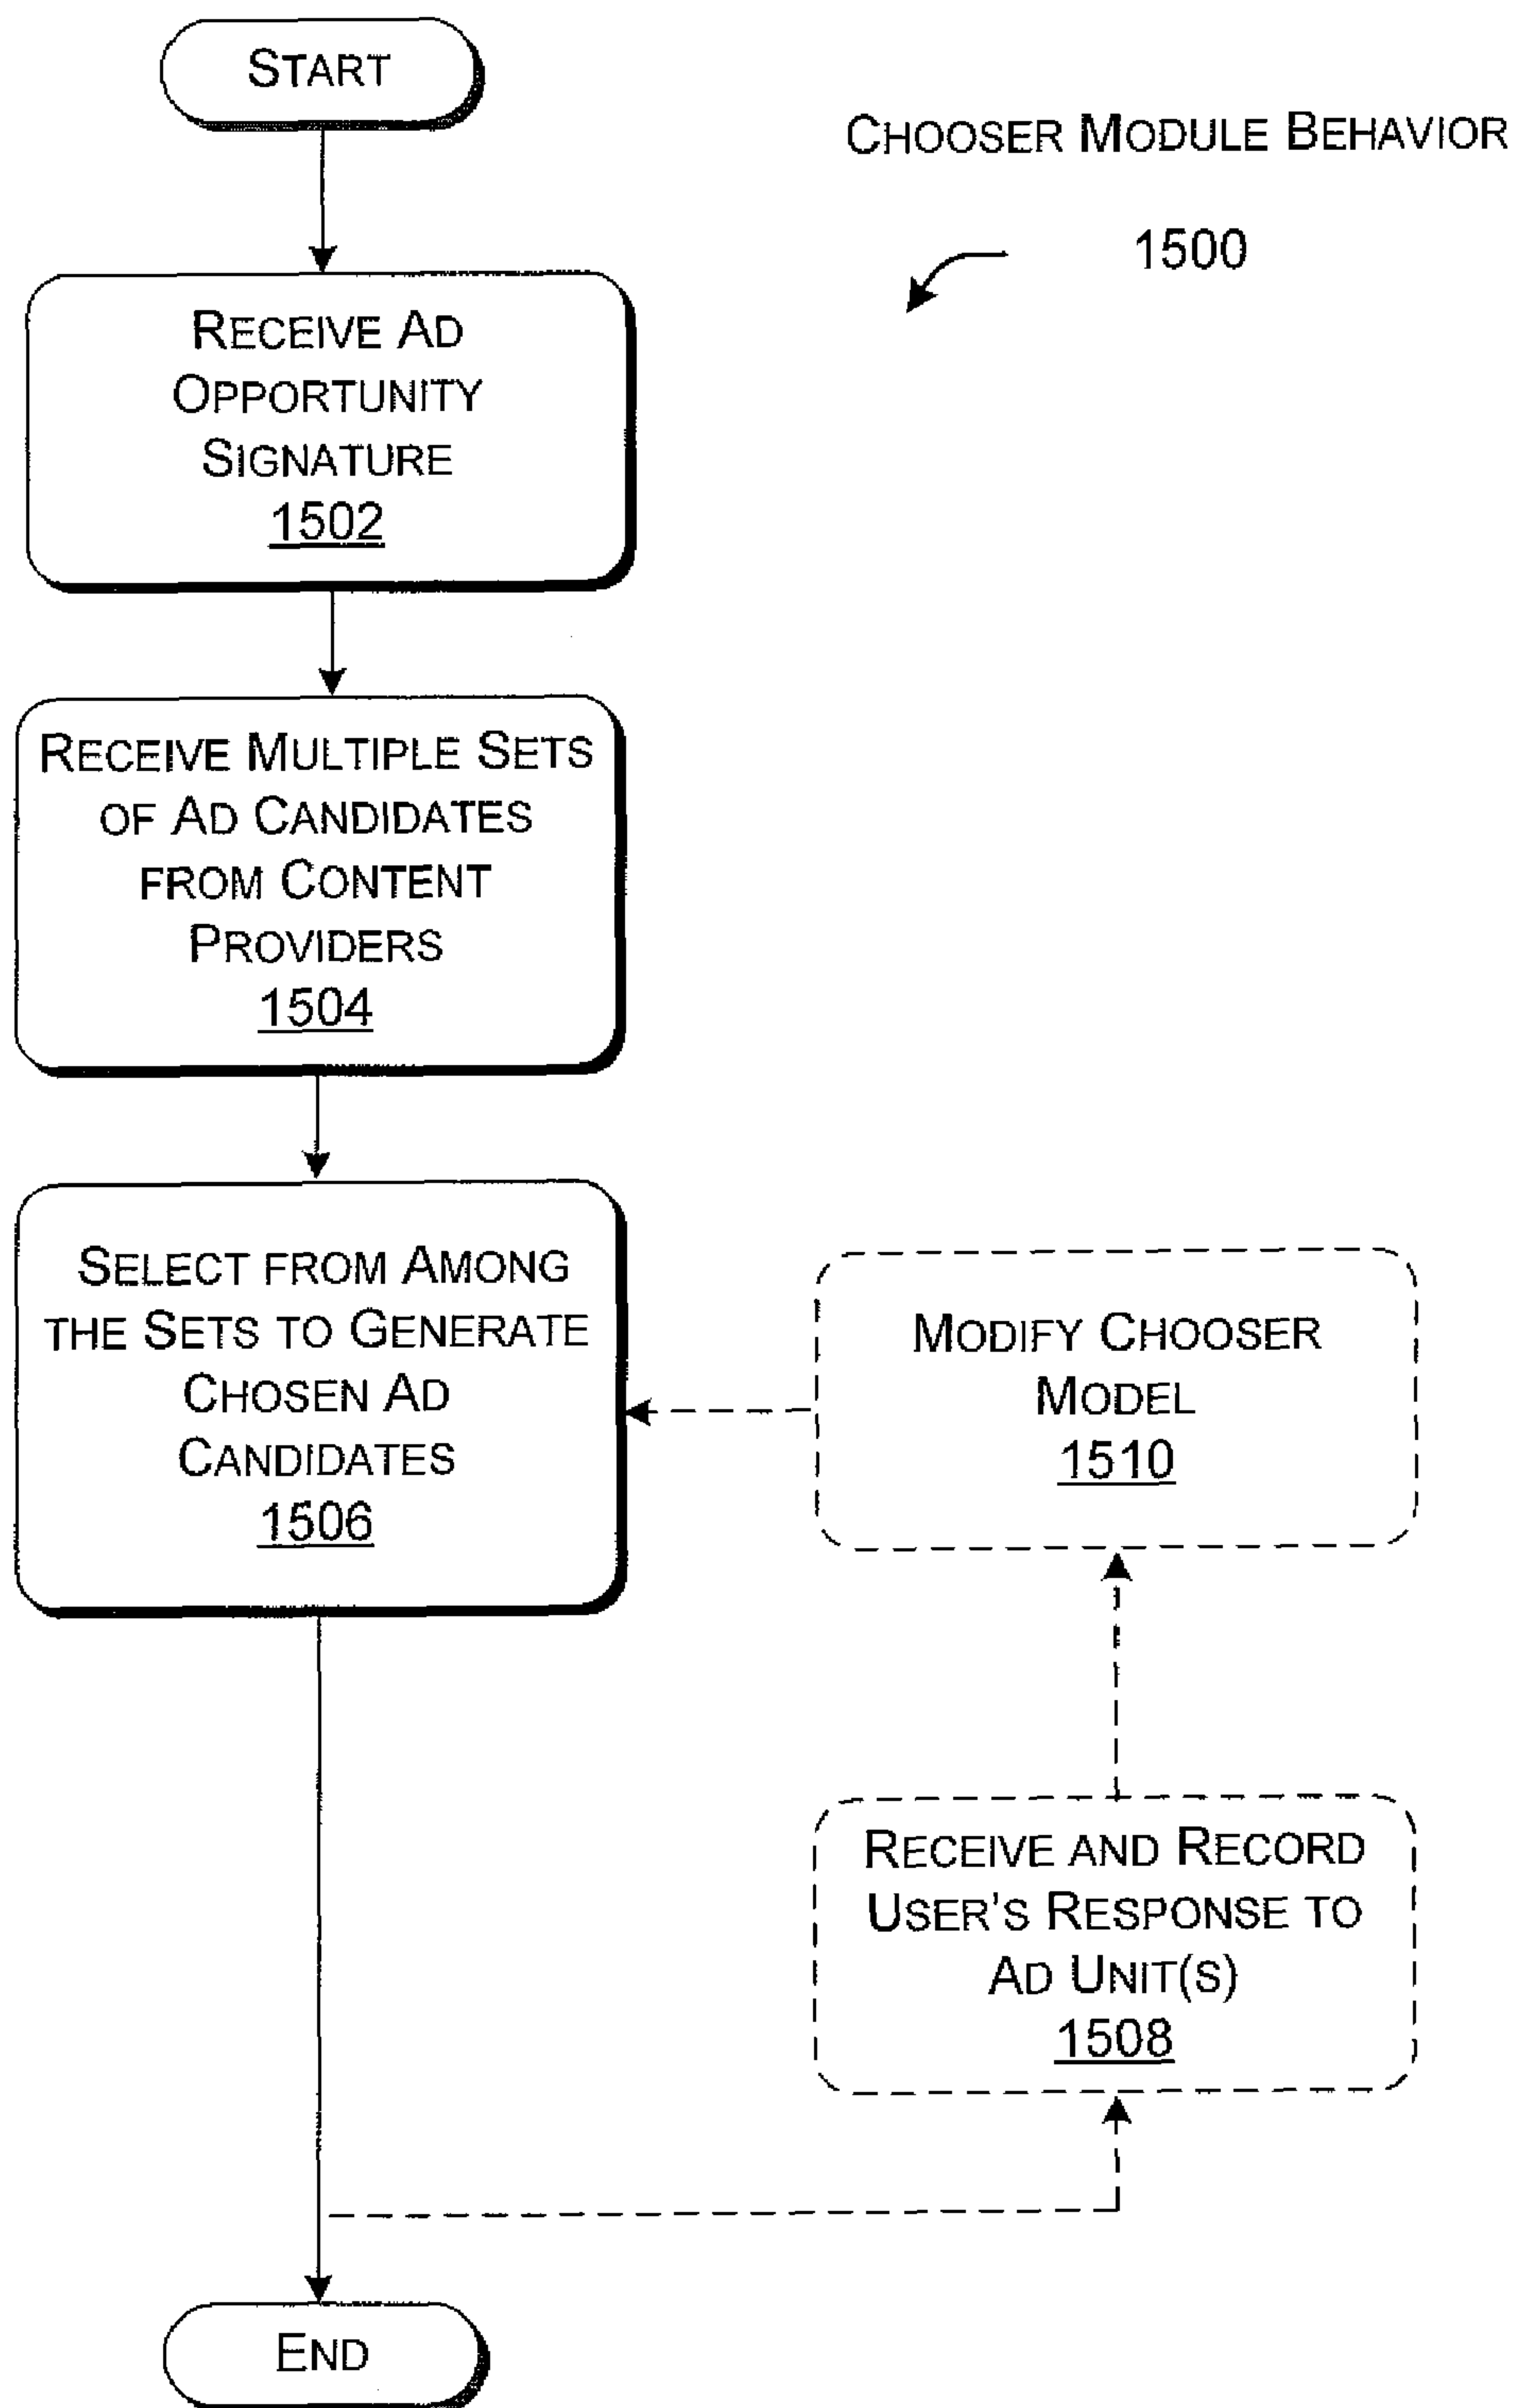 START
CHOOSER MODULE BEHAVIOR
1500
RECEIVE AD
OPPORTUNITY
SIGNATURE
1502
RECEIVE MULTIPLE SETS
OF AD CANDIDATES
FROM CONTENT
PROVIDERS
1504
SELECT FROM AMONG
THE SETS TO GENERATE
CHOSEN AD
CANDIDATES
1506
MODIFY CHOOSER
MODEL
1510
RECEIVE AND RECORD
USER'S RESPONSE TO
AD UNIT(S)
1508
END